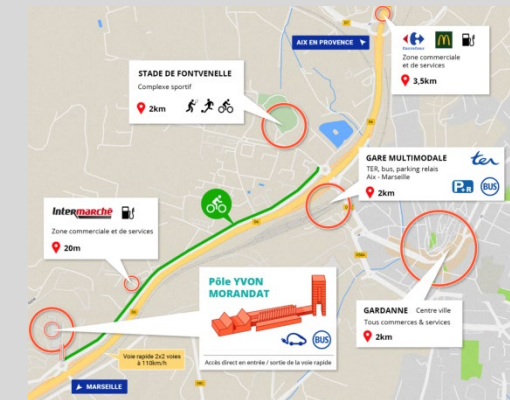 AIX EN PROVENCE
Carrefour
Zone commerciale
et de services
3,5km
STADE DE FONTVENELLE
Complexe sportif
2km
GARE MULTIMODALE
ter
TER, bus, parking relais
Aix - Marseille
2km
P+R
BUS
Intermarché
Zone commerciale et de services
20m
Pôle YVON
MORANDAT
BUS
Accès direct en entrée / sortie de la voie rapide
GARDANNE Centre ville
Tous commerces & services
2km
Voie rapide 2x2 voies
à 110km/h
MARSEILLE